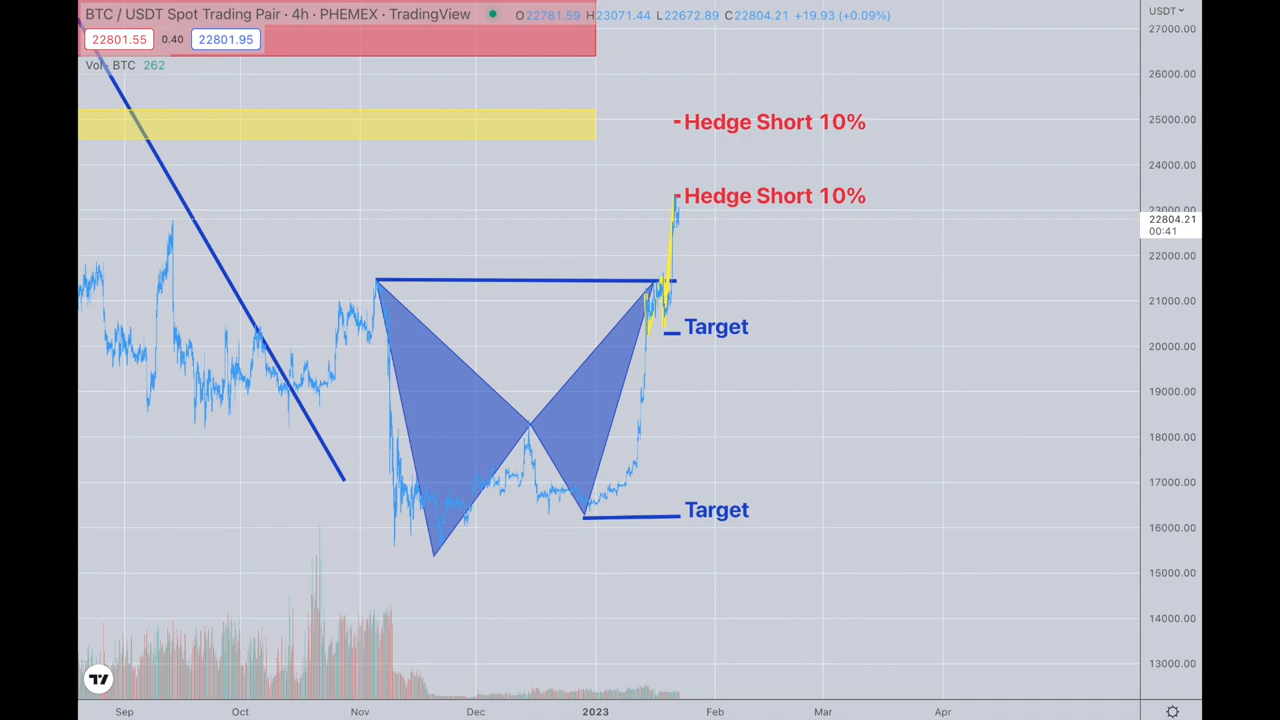 BTC / USDT Spot Trading Pair · 4h · PHEMEX · TradingView O22781.59 H23071.44 L22672.89 C22804.21 +19.93 (+0.09%)
USDT
22801.55 0.40 22801.95
Vol · BTC 262
27000.00
26000.00
25000.00
24000.00
23000.00
22804.21
00:41
22000.00
21000.00
20000.00
19000.00
18000.00
17000.00
16000.00
15000.00
14000.00
13000.00
Hedge Short 10%
Hedge Short 10%
Target
Target
Sep Oct Nov Dec 2023 Feb Mar Apr